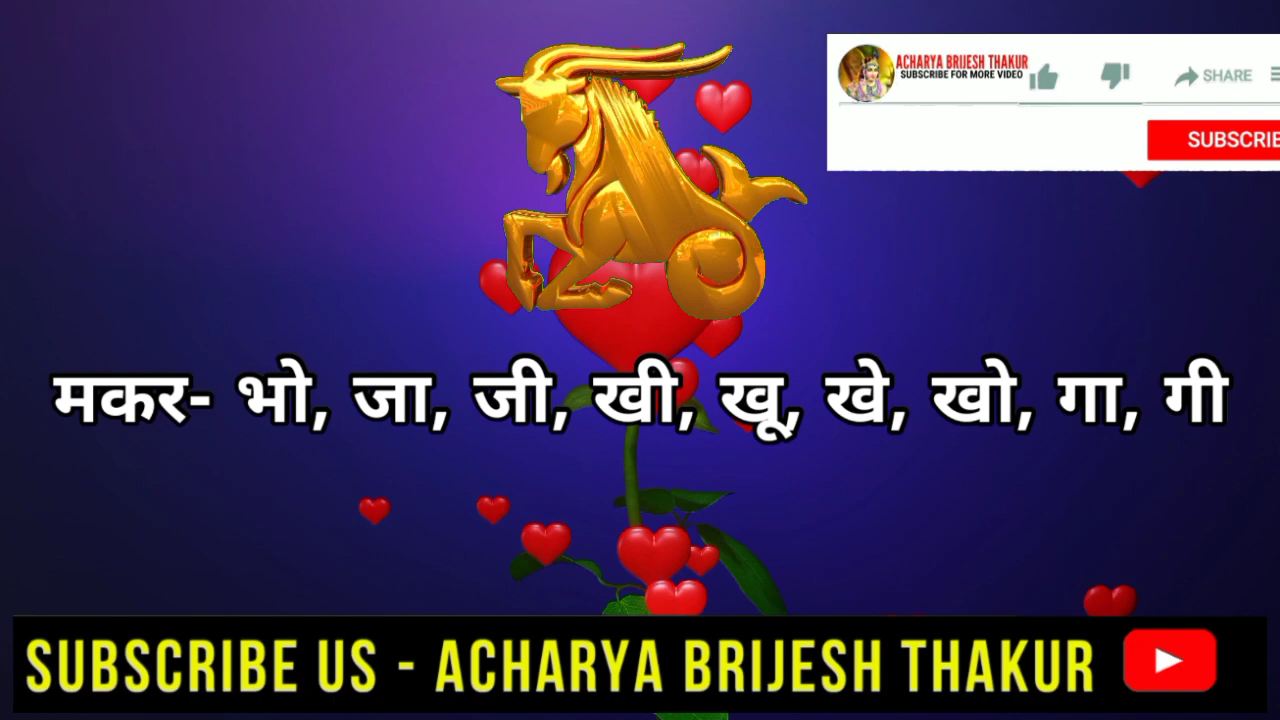 ACHARYA BRIJESH THAKUR
SUBSCRIBE FOR MORE VIDEO
SHARE
SUBSCRIBE
मकर- भो, जा, जी, खी, खू, खे, खो, गा, गी
SUBSCRIBE US - ACHARYA BRIJESH THAKUR